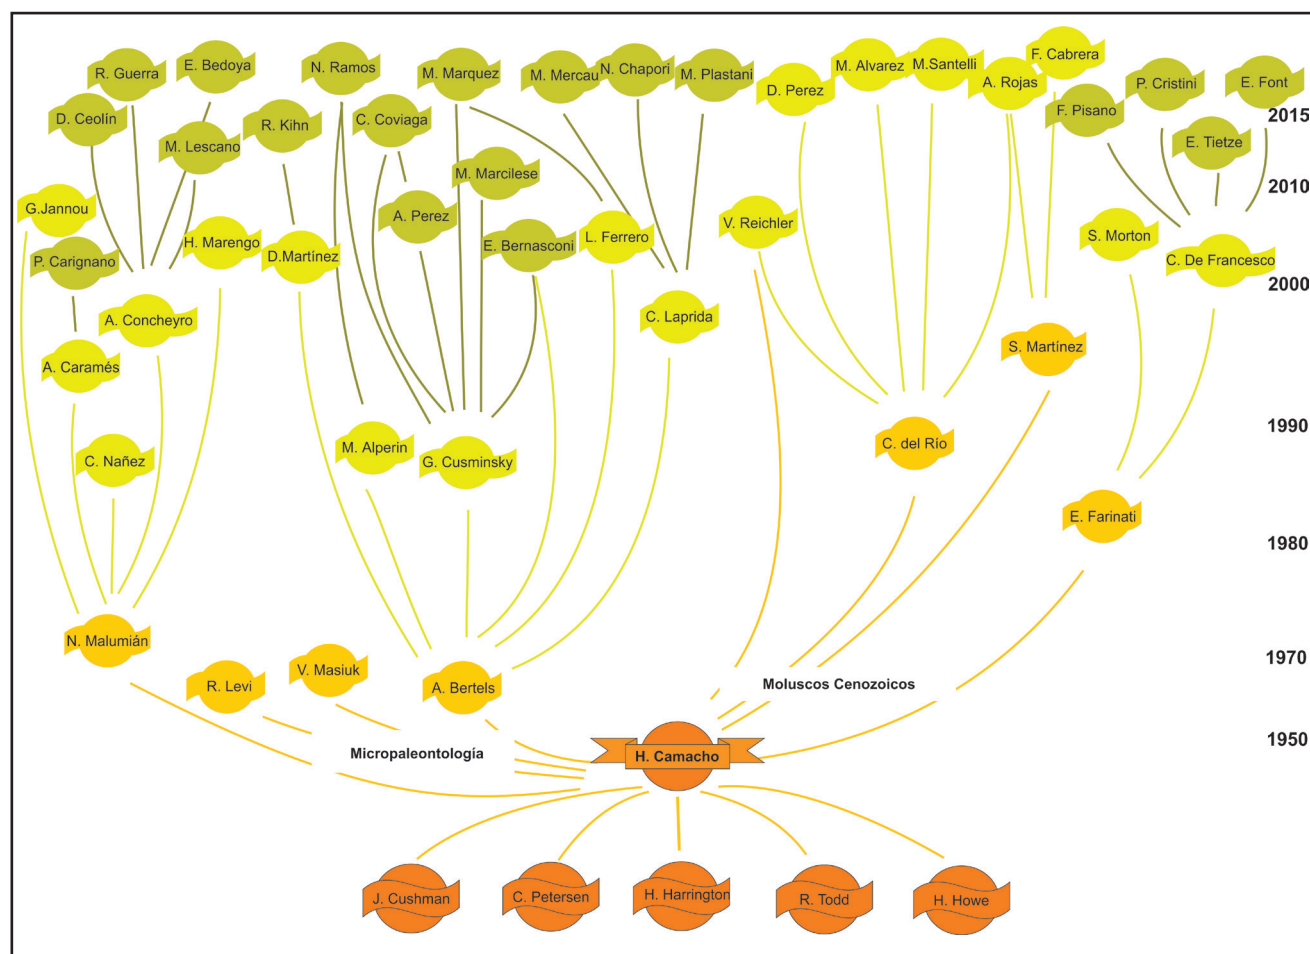 R. Guerra
E. Bedoya
N. Ramos
M. Marquez
M. Mercau
N. Chapori
M. Plastani
D. Perez
M. Alvarez
M.Santelli
A. Rojas
F. Cabrera
P. Cristini
E. Font
2015
D. Ceolín
M. Lescano
R. Kihn
C. Coviaga
F. Pisano
E. Tietze
M. Marcilese
2010
G.Jannou
A. Perez
V. Reichler
S. Morton
P. Carignano
H. Marengo
D.Martínez
E. Bernasconi
L. Ferrero
C. De Francesco
2000
A. Concheyro
C. Laprida
A. Caramés
S. Martínez
1990
C. Nañez
M. Alperin
G. Cusminsky
C. del Río
E. Farinati
1980
N. Malumián
1970
R. Levi
V. Masiuk
A. Bertels
Moluscos Cenozoicos
Micropaleontología
H. Camacho
1950
J. Cushman
C. Petersen
H. Harrington
R. Todd
H. Howe